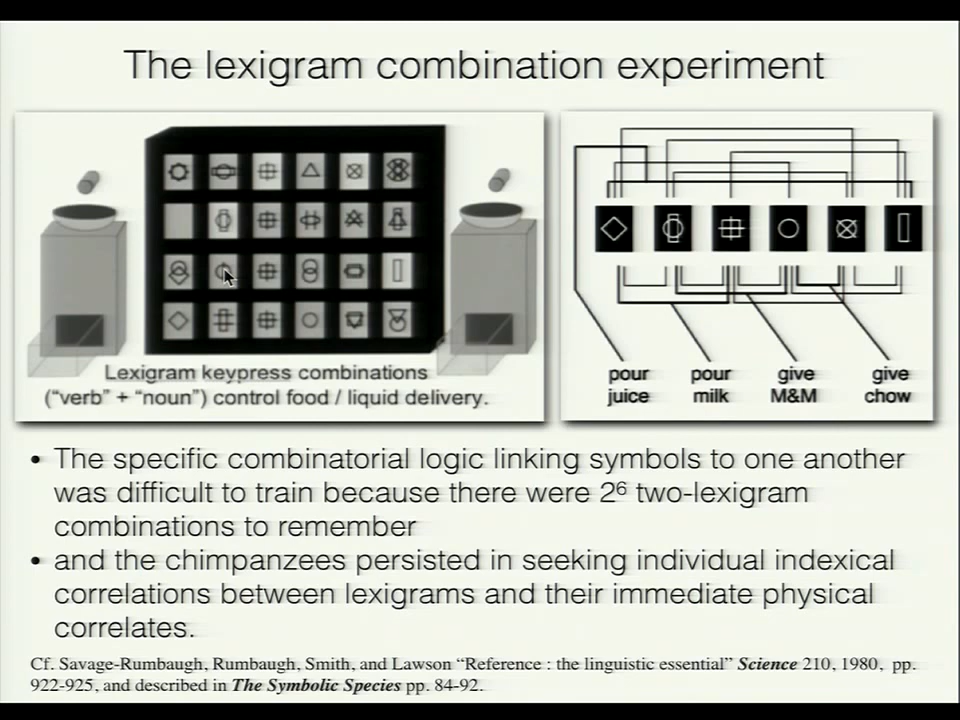 The lexigram combination experiment
Lexigram keypress combinations
(“verb” + “noun”) control food / liquid delivery.
pour juice
pour milk
give M&M
give chow
• The specific combinatorial logic linking symbols to one another
was difficult to train because there were 2⁶ two-lexigram
combinations to remember
• and the chimpanzees persisted in seeking individual indexical
correlations between lexigrams and their immediate physical
correlates.
Cf. Savage-Rumbaugh, Rumbaugh, Smith, and Lawson “Reference : the linguistic essential” Science 210, 1980, pp.
922-925, and described in The Symbolic Species pp. 84-92.